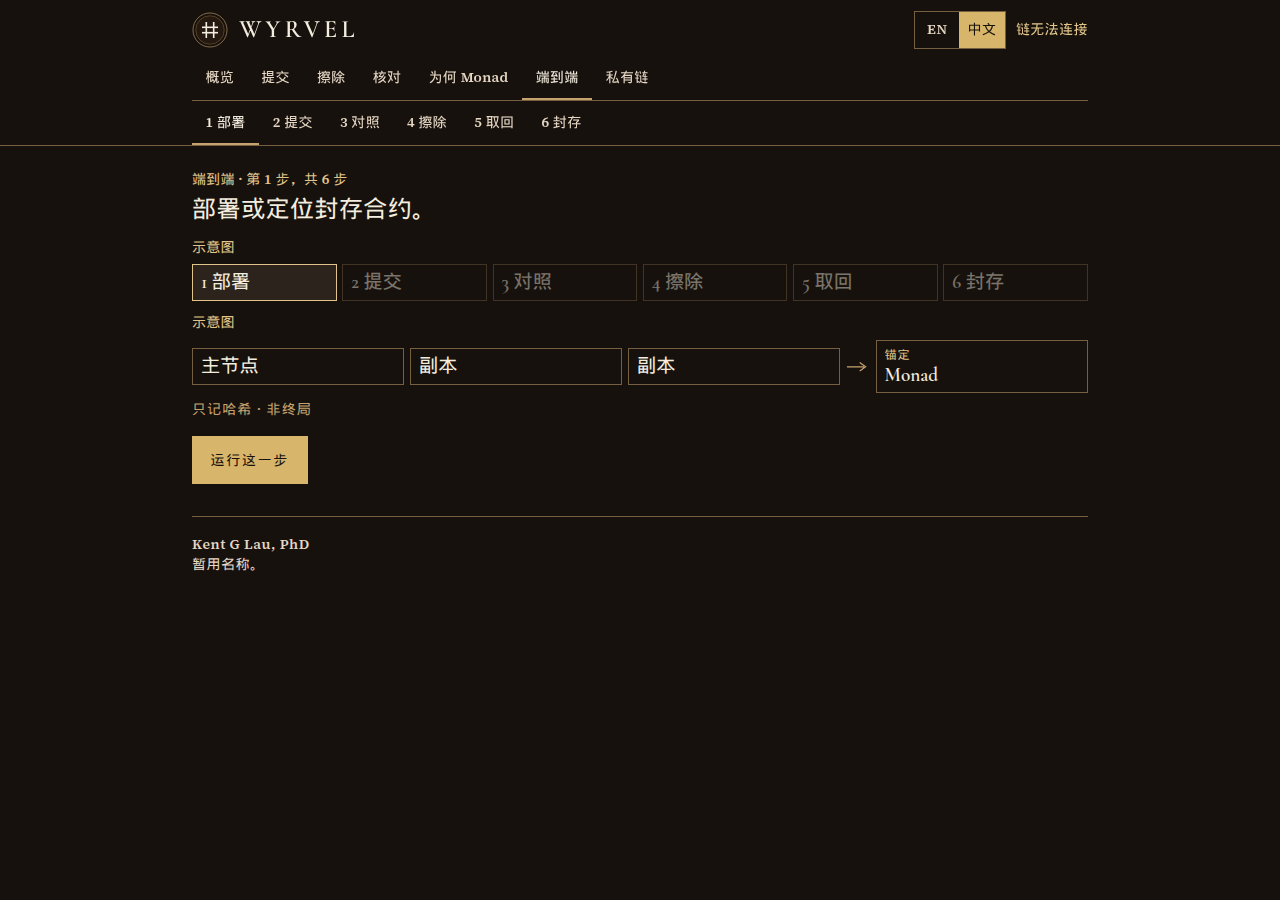 WYRVEL
EN 中文 链无法连接
概览 提交 擦除 核对 为何 Monad 端到端 私有链
1 部署 2 提交 3 对照 4 擦除 5 取回 6 封存
端到端 · 第 1 步，共 6 步
部署或定位封存合约。
示意图
1 部署 2 提交 3 对照 4 擦除 5 取回 6 封存
示意图
主节点 副本 副本 → 锚定
Monad
只记哈希 · 非终局
运行这一步
Kent G Lau, PhD
暂用名称。